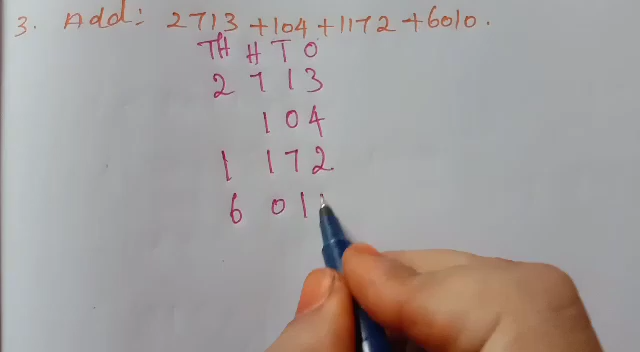 3. Add: 2713 +104 +1172 +6010.
TH H T O
2 7 1 3
1 0 4
1 1 7 2
6 0 1